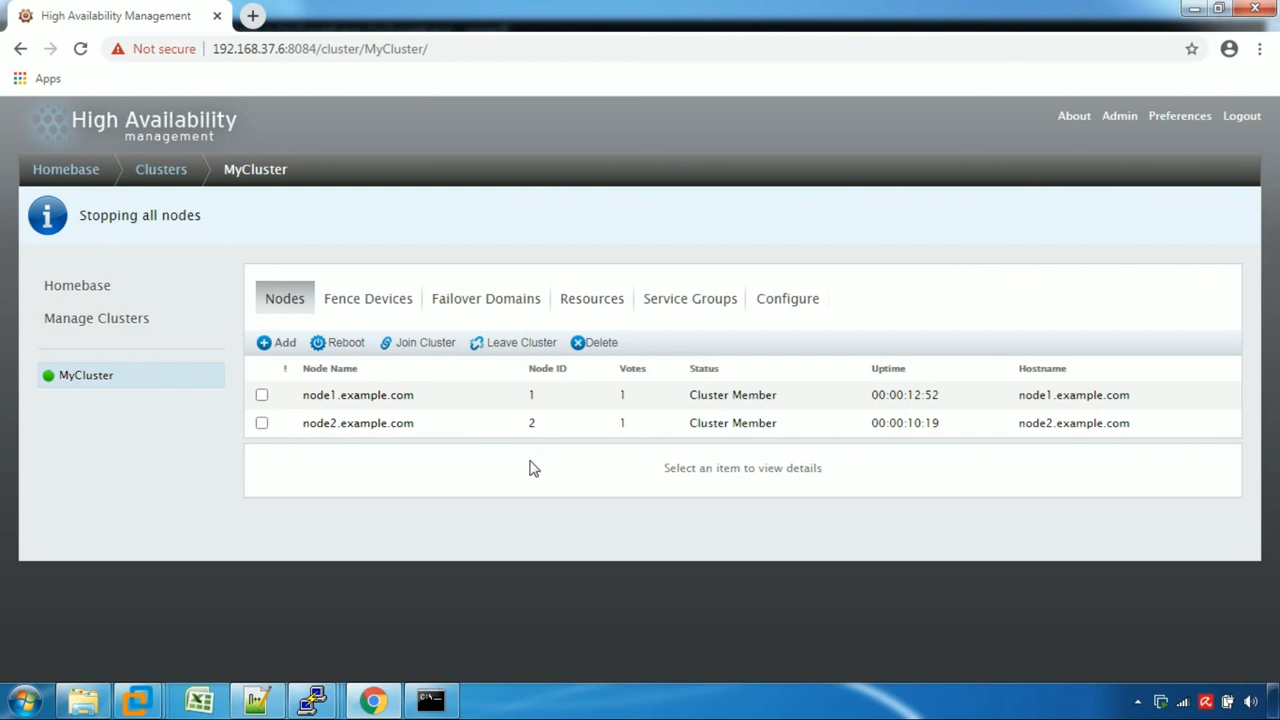 High Availability Management
Not secure
192.168.37.6:8084/cluster/MyCluster/
Apps
High Availability
management
About Admin Preferences Logout
Homebase Clusters MyCluster
Stopping all nodes
Homebase
Manage Clusters
MyCluster
Nodes Fence Devices Failover Domains Resources Service Groups Configure
Add Reboot Join Cluster Leave Cluster Delete
! Node Name Node ID Votes Status Uptime Hostname
node1.example.com 1 1 Cluster Member 00:00:12:52 node1.example.com
node2.example.com 2 1 Cluster Member 00:00:10:19 node2.example.com
Select an item to view details